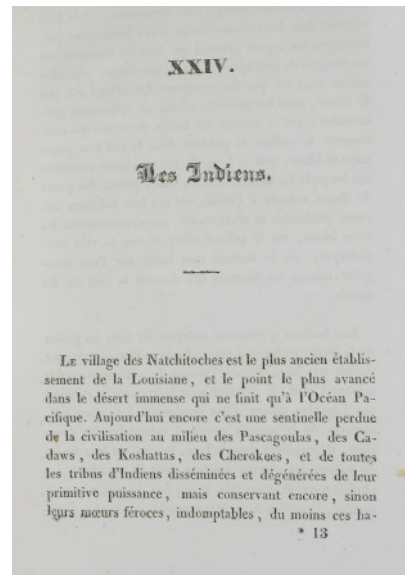 XXIV.
Les Indiens.
LE village des Natchitoches est le plus ancien établis-
sement de la Louisiane, et le point le plus avancé
dans le désert immense qui ne finit qu'à l'Océan Pa-
cifique. Aujourd'hui encore c'est une sentinelle perdue
de la civilisation au milieu des Pascagoulas, des Ca-
daws, des Koshattas, des Cherokees, et de toutes
les tribus d'Indiens disséminées et dégénérées de leur
primitive puissance, mais conservant encore, sinon
leurs mœurs féroces, indomptables, du moins ces ha-
* 13